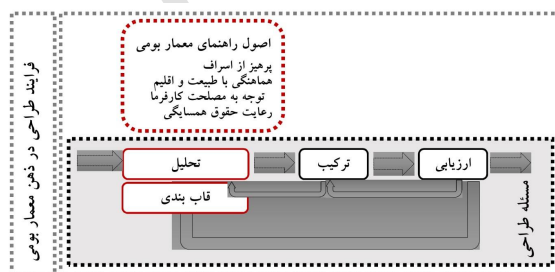 اصول راهنمای معمار بومی
پرهیز از اسراف
هماهنگی با طبیعت و اقلیم
توجه به مصلحت کارفرما
رعایت حقوق همسایگی
ارزیابی
ترکیب
تحلیل
قاب بندی
مسئله طراحی
فرایند طراحی در ذهن معمار بومی